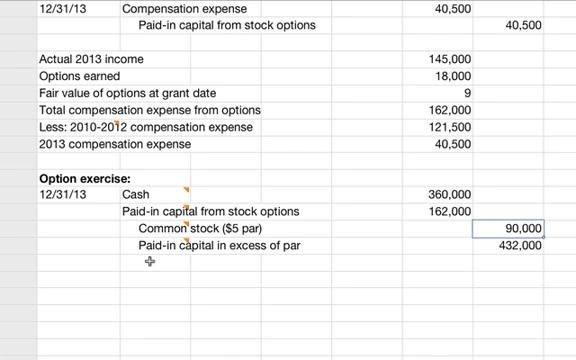 12/31/13 Compensation expense 40,500
Paid-in capital from stock options 40,500
Actual 2013 income 145,000
Options earned 18,000
Fair value of options at grant date 9
Total compensation expense from options 162,000
Less: 2010-2012 compensation expense 121,500
2013 compensation expense 40,500
Option exercise:
12/31/13 Cash 360,000
Paid-in capital from stock options 162,000
Common stock ($5 par) 90,000
Paid-in capital in excess of par 432,000